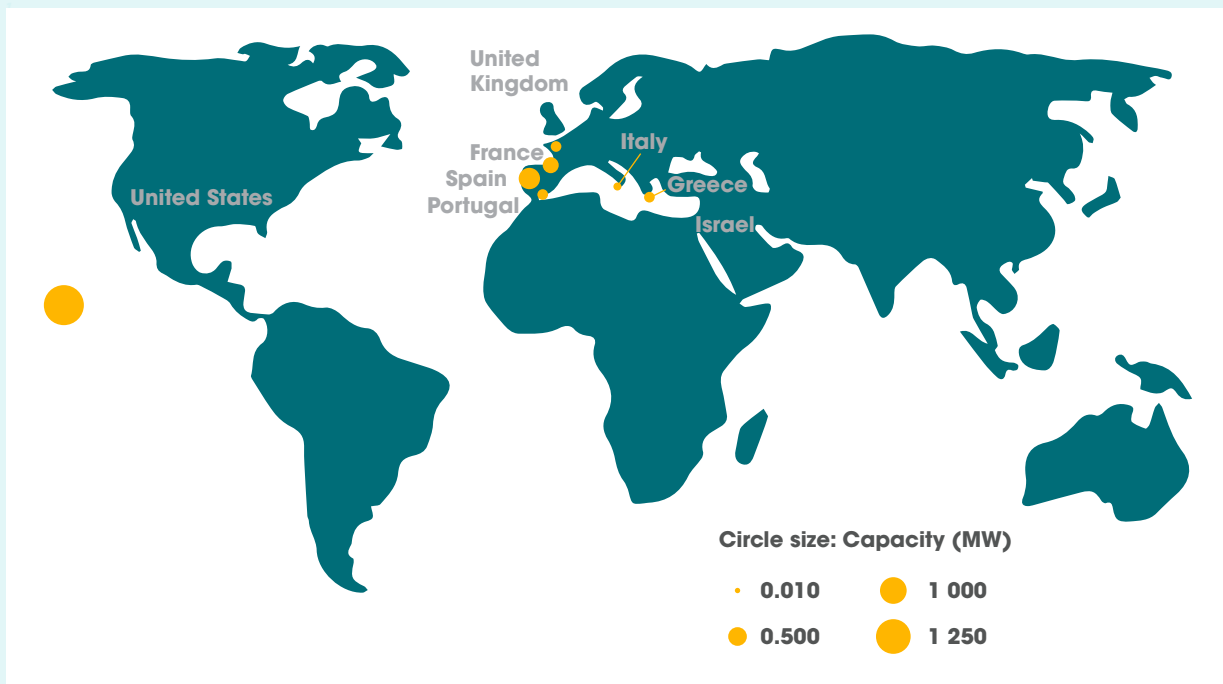 United
Kingdom
Italy
France
Spain
Greece
United States
Portugal
Israel
Circle size: Capacity (MW)
0.010
1 000
0.500
1 250